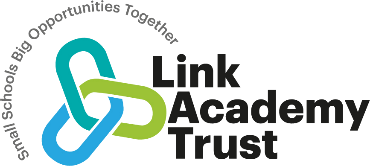 Small Schools Big Opportunities Together
Link
Academy
Trust